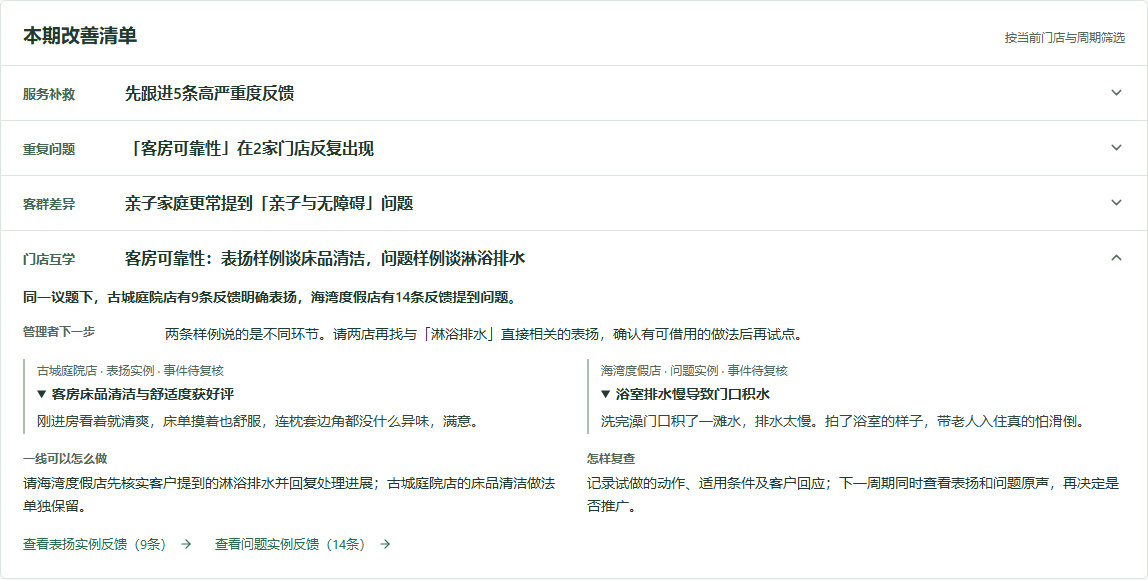 本期改善清单
按当前门店与周期筛选
服务补救 先跟进5条高严重度反馈
重复问题 「客房可靠性」在2家门店反复出现
客群差异 亲子家庭更常提到「亲子与无障碍」问题
门店互学 客房可靠性：表扬样例谈床品清洁，问题样例谈淋浴排水
同一议题下，古城庭院店有9条反馈明确表扬，海湾度假店有14条反馈提到问题。
管理者下一步 两条样例说的是不同环节。请两店再找与「淋浴排水」直接相关的表扬，确认有可借用的做法后再试点。
古城庭院店 · 表扬实例 · 事件待复核
▼ 客房床品清洁与舒适度获好评
刚进房看着就清爽，床单摸着也舒服，连枕套边角都没什么异味，满意。
海湾度假店 · 问题实例 · 事件待复核
▼ 浴室排水慢导致门口积水
洗完澡门口积了一滩水，排水太慢。拍了浴室的样子，带老人入住真的怕滑倒。
一线可以怎么做
请海湾度假店先核实客户提到的淋浴排水并回复处理进展；古城庭院店的床品清洁做法
单独保留。
怎样复查
记录试做的动作、适用条件及客户回应；下一周期同时查看表扬和问题原声，再决定是
否推广。
查看表扬实例反馈（9条） → 查看问题实例反馈（14条） →